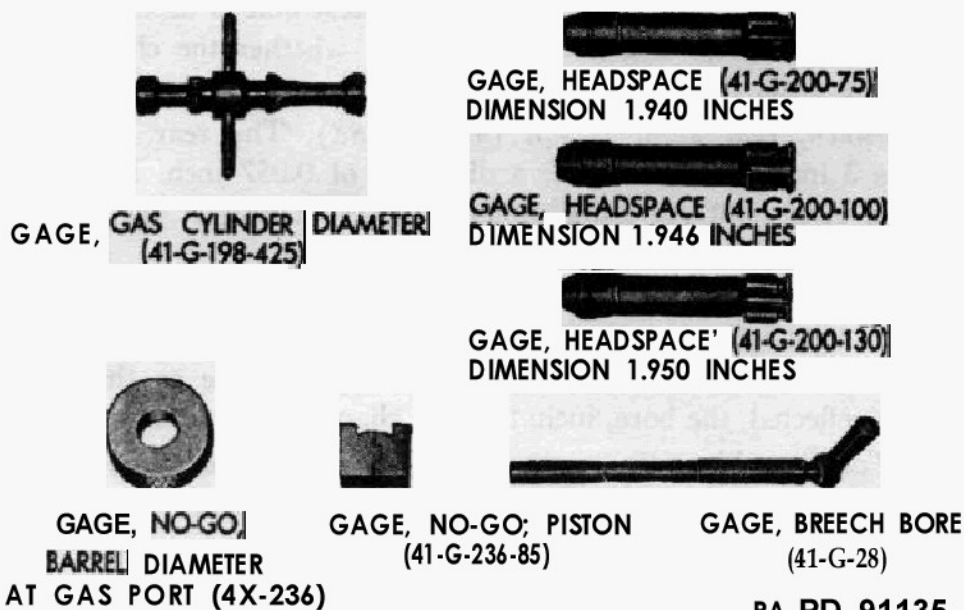 GAGE, HEADSPACE (41-G-200-75)
DIMENSION 1.940 INCHES
GAGE, HEADSPACE (41-G-200-100)
DIMENSION 1.946 INCHES
GAGE, GAS CYLINDER DIAMETER
(41-G-198-425)
GAGE, HEADSPACE' (41-G-200-130)
DIMENSION 1.950 INCHES
GAGE, NO-GO,
BARREL DIAMETER
AT GAS PORT (4X-236)
GAGE, NO-GO; PISTON
(41-G-236-85)
GAGE, BREECH BORE
(41-G-28)
RA PD 91135